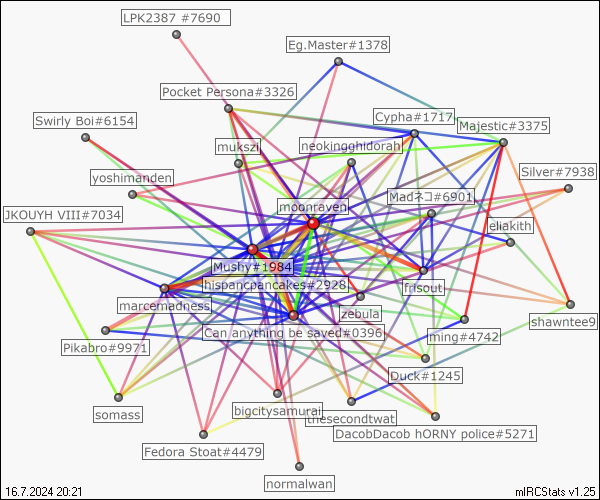 LPK2387 #7690
Eg.Master#1378
Pocket Persona#3326
Cypha#1717
Majestic#3375
Swirly Boi#6154
mukszi
neokingghidorah
yoshimanden
Silver#7938
moonraven
Madネコ#6901
JKOUYH VIII#7034
eliakith
Mushy#1984
hispancpancakes#2928
frisout
marcemadness
zebula
shawntee9
Can anything be saved#0396
ming#4742
Pikabro#9971
Duck#1245
somass
bigcitysamurai
thesecondtwat
DacobDacob hORNY police#5271
Fedora Stoat#4479
normalwan
16.7.2024 20:21
mIRCStats v1.25